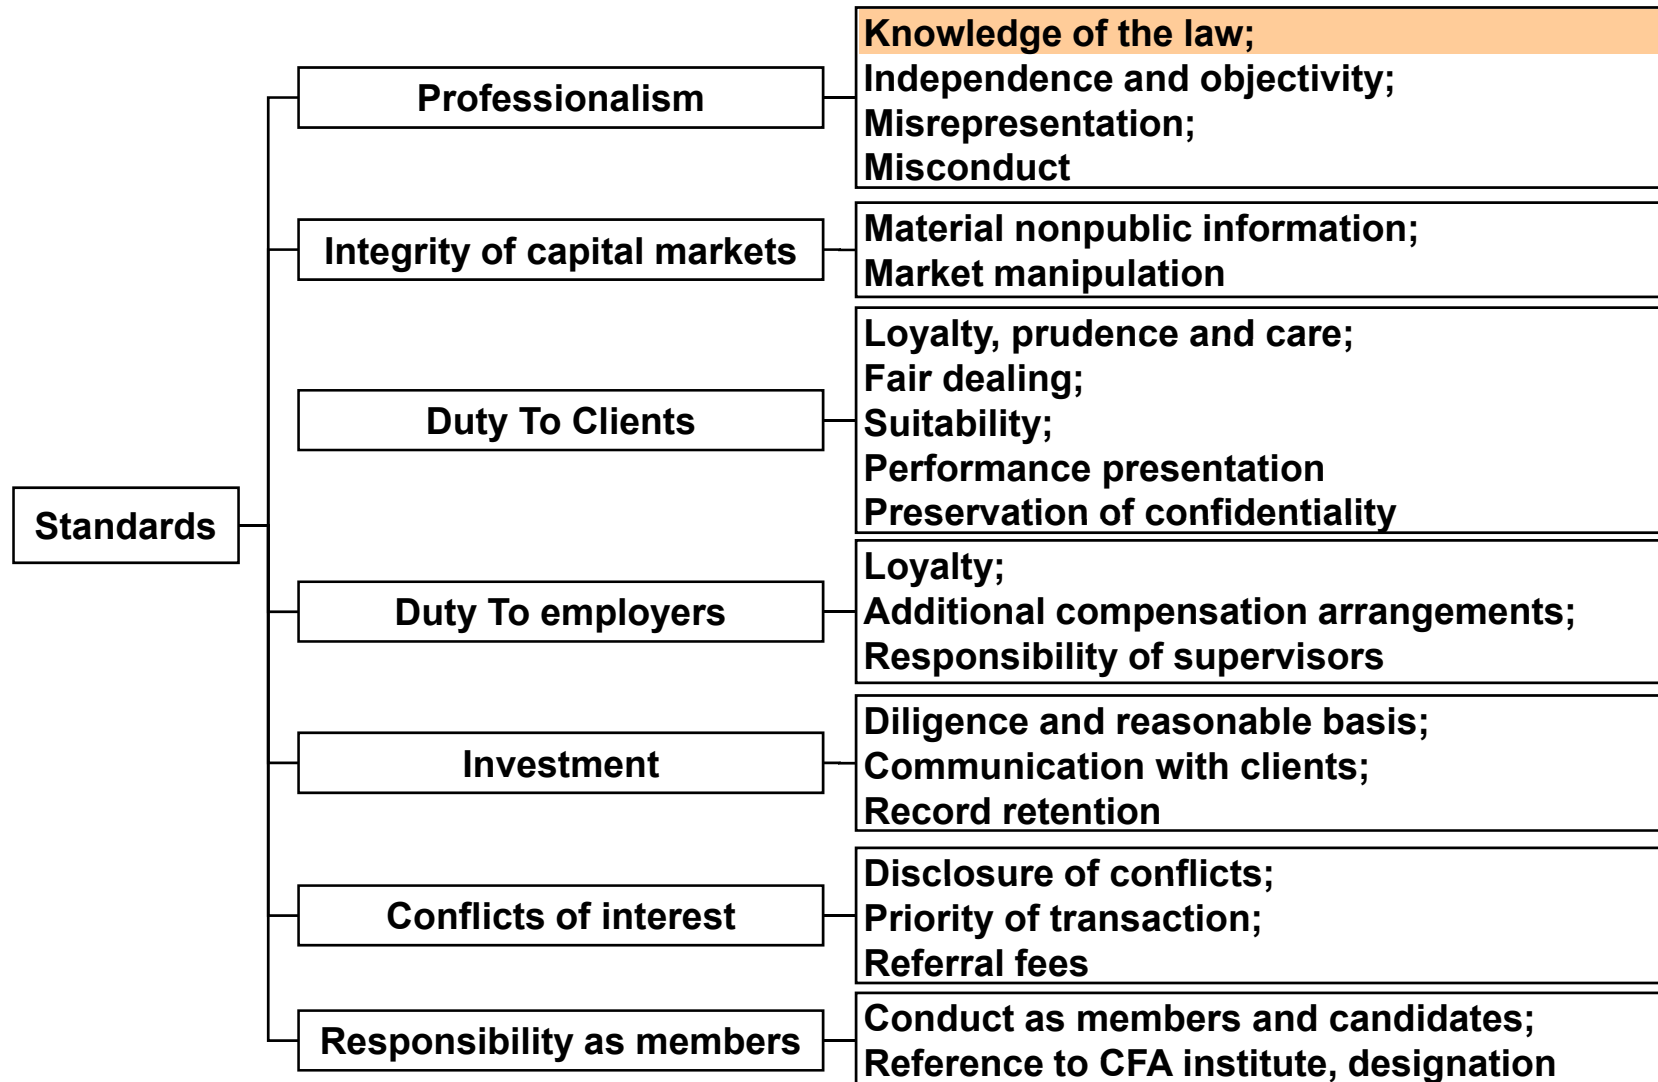 Standards
Professionalism
Knowledge of the law;
Independence and objectivity;
Misrepresentation;
Misconduct
Integrity of capital markets
Material nonpublic information;
Market manipulation
Duty To Clients
Loyalty, prudence and care;
Fair dealing;
Suitability;
Performance presentation
Preservation of confidentiality
Duty To employers
Loyalty;
Additional compensation arrangements;
Responsibility of supervisors
Investment
Diligence and reasonable basis;
Communication with clients;
Record retention
Conflicts of interest
Disclosure of conflicts;
Priority of transaction;
Referral fees
Responsibility as members
Conduct as members and candidates;
Reference to CFA institute, designation